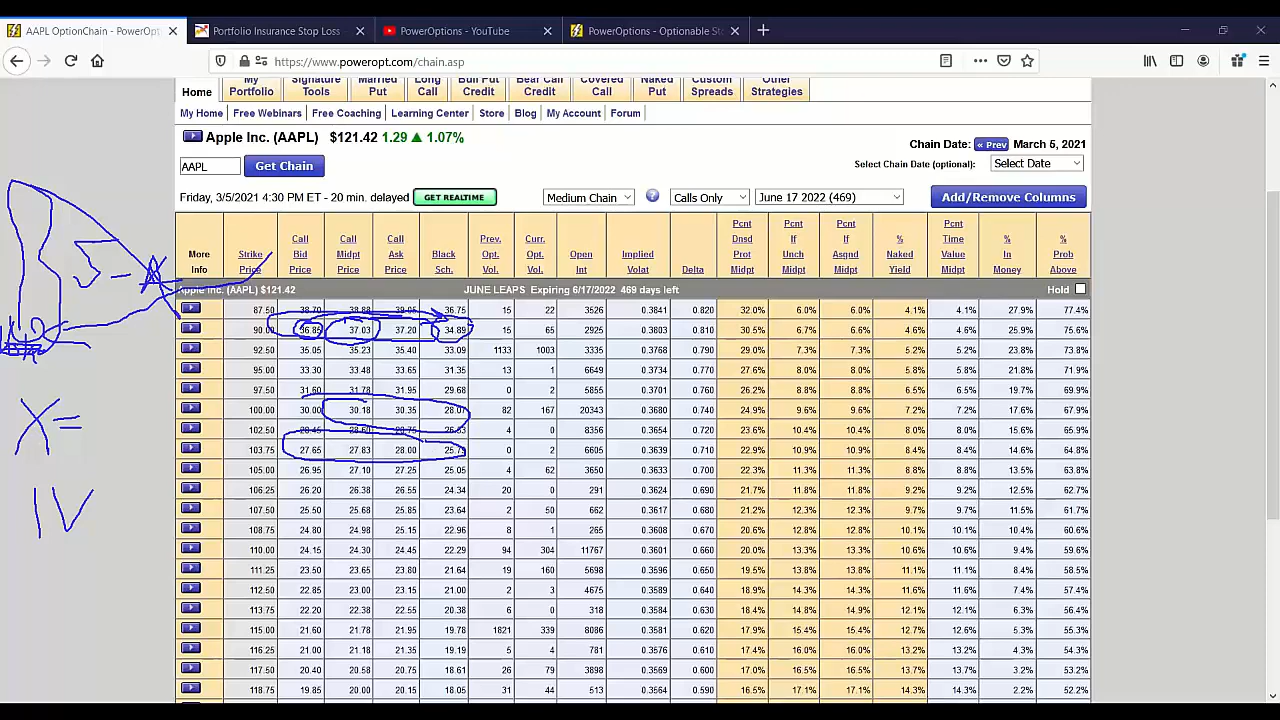 AAPL OptionChain - PowerOpt
Portfolio Insurance Stop Loss
PowerOptions - YouTube
PowerOptions - Optionable St
https://www.poweropt.com/chain.asp
Home
My Portfolio
Signature Tools
Married Put
Long Call
Bull Put Credit
Bear Call Credit
Covered Call
Naked Put
Custom Spreads
Other Strategies
My Home | Free Webinars | Free Coaching | Learning Center | Store | Blog | My Account | Forum
Apple Inc. (AAPL) $121.42 1.29 ▲ 1.07%
Chain Date: « Prev March 5, 2021
AAPL Get Chain
Select Chain Date (optional): Select Date
Friday, 3/5/2021 4:30 PM ET - 20 min. delayed GET REALTIME Medium Chain ? Calls Only June 17 2022 (469) Add/Remove Columns
More Info | Strike Price | Call Bid Price | Call Midpt Price | Call Ask Price | Black Sch. | Prev. Opt. Vol. | Curr. Opt. Vol. | Open Int | Implied Volat | Delta | Pcnt Dnsd Prot Midpt | Pcnt If Unch Midpt | Pcnt If Asgnd Midpt | % Naked Yield | Pcnt Time Value Midpt | % In Money | % Prob Above
Apple Inc. (AAPL) $121.42 JUNE LEAPS Expiring 6/17/2022 469 days left Hold
87.50 38.70 38.88 39.05 36.75 15 22 3526 0.3841 0.820 32.0% 6.0% 6.0% 4.1% 4.1% 27.9% 77.4%
90.00 36.85 37.03 37.20 34.89 15 65 2925 0.3803 0.810 30.5% 6.7% 6.6% 4.6% 4.6% 25.9% 75.6%
92.50 35.05 35.23 35.40 33.09 1133 1003 3335 0.3768 0.790 29.0% 7.3% 7.3% 5.2% 5.2% 23.8% 73.8%
95.00 33.30 33.48 33.65 31.35 13 1 6649 0.3734 0.770 27.6% 8.0% 8.0% 5.8% 5.8% 21.8% 71.9%
97.50 31.60 31.78 31.95 29.68 0 2 5855 0.3701 0.760 26.2% 8.8% 8.8% 6.5% 6.5% 19.7% 69.9%
100.00 30.00 30.18 30.35 28.07 82 167 20343 0.3680 0.740 24.9% 9.6% 9.6% 7.2% 7.2% 17.6% 67.9%
102.50 28.45 28.60 28.75 26.53 4 0 8356 0.3654 0.720 23.6% 10.4% 10.4% 8.0% 8.0% 15.6% 65.9%
103.75 27.65 27.83 28.00 0 2 6605 0.3639 0.710 22.9% 10.9% 10.9% 8.4% 8.4% 14.6% 64.8%
105.00 26.95 27.10 27.25 25.05 4 62 3650 0.3633 0.700 22.3% 11.3% 11.3% 8.8% 8.8% 13.5% 63.8%
106.25 26.20 26.38 26.55 24.34 20 0 291 0.3624 0.690 21.7% 11.8% 11.8% 9.2% 9.2% 12.5% 62.7%
107.50 25.50 25.68 25.85 23.64 2 50 662 0.3617 0.680 21.1% 12.3% 12.3% 9.7% 9.7% 11.5% 61.7%
108.75 24.80 24.98 25.15 22.96 8 1 265 0.3608 0.670 20.6% 12.8% 12.8% 10.1% 10.1% 10.4% 60.6%
110.00 24.15 24.30 24.45 22.29 94 304 11767 0.3601 0.660 20.0% 13.3% 13.3% 10.6% 10.6% 9.4% 59.6%
111.25 23.50 23.65 23.80 21.64 19 160 5698 0.3596 0.650 19.5% 13.8% 13.8% 11.1% 11.1% 8.4% 58.5%
112.50 22.85 23.00 23.15 21.00 2 3 4675 0.3589 0.640 18.9% 14.3% 14.3% 11.6% 11.6% 7.4% 57.4%
113.75 22.20 22.38 22.55 20.38 6 0 318 0.3584 0.630 18.4% 14.8% 14.8% 12.1% 12.1% 6.3% 56.4%
115.00 21.60 21.78 21.95 19.78 1821 339 8086 0.3581 0.620 17.9% 15.4% 15.4% 12.7% 12.6% 5.3% 55.3%
116.25 21.00 21.18 21.35 19.19 5 4 781 0.3576 0.610 17.4% 16.0% 16.0% 13.2% 13.2% 4.3% 54.3%
117.50 20.40 20.58 20.75 18.61 26 79 3898 0.3569 0.600 17.0% 16.5% 16.5% 13.7% 13.7% 3.2% 53.2%
118.75 19.85 20.00 20.15 18.05 31 44 513 0.3564 0.590 16.5% 17.1% 17.1% 14.3% 14.3% 2.2% 52.2%
X=
IV